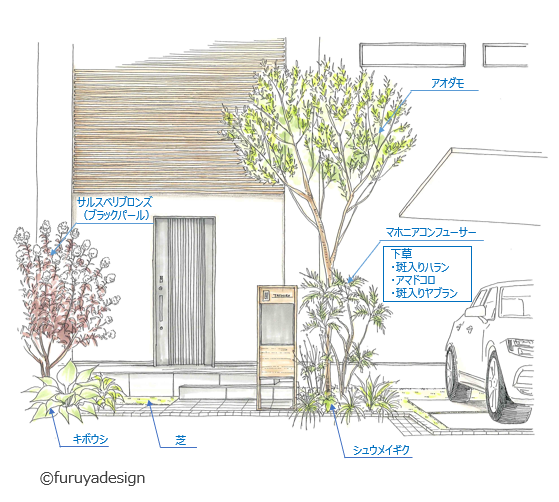 アオダモ
サルスベリブロンズ
（ブラックパール）
マホニアコンフューサー
下草
・斑入りハラン
・アマドコロ
・斑入りヤブラン
キボウシ
芝
シュウメイギク
©furuyadesign